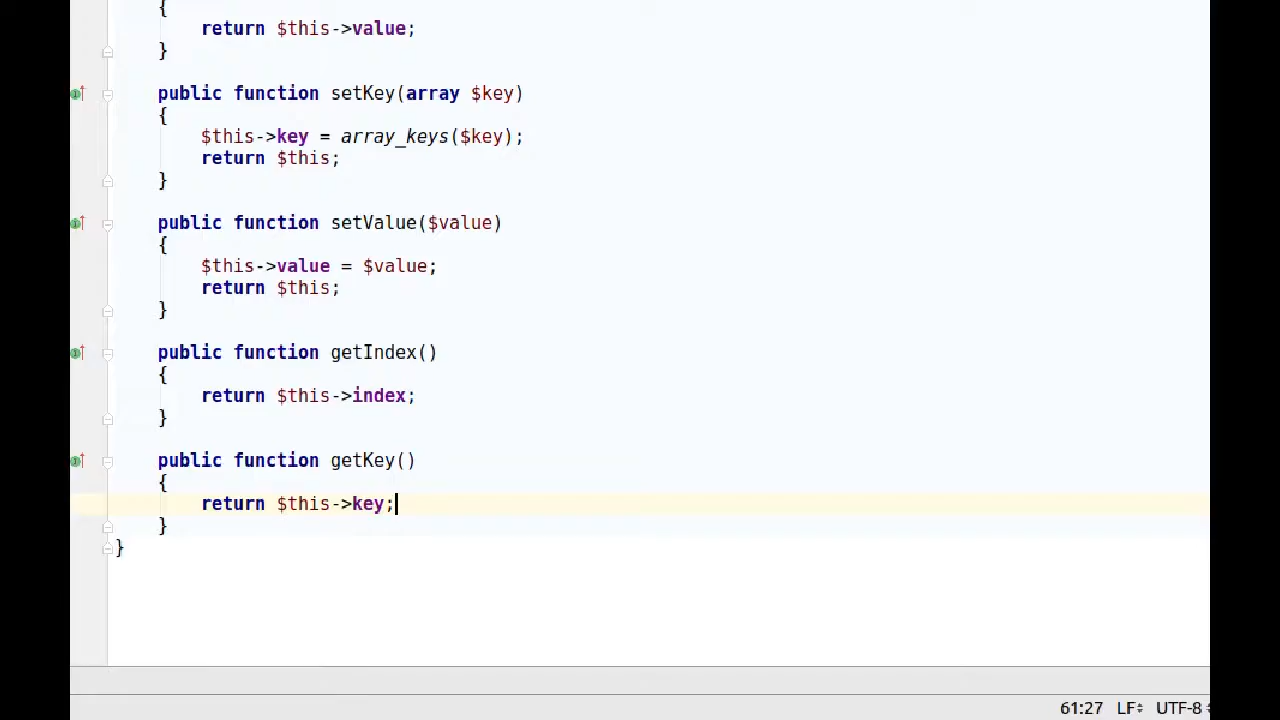 {
        return $this->value;
    }

    public function setKey(array $key)
    {
        $this->key = array_keys($key);
        return $this;
    }

    public function setValue($value)
    {
        $this->value = $value;
        return $this;
    }

    public function getIndex()
    {
        return $this->index;
    }

    public function getKey()
    {
        return $this->key;
    }
}
61:27 LF UTF-8